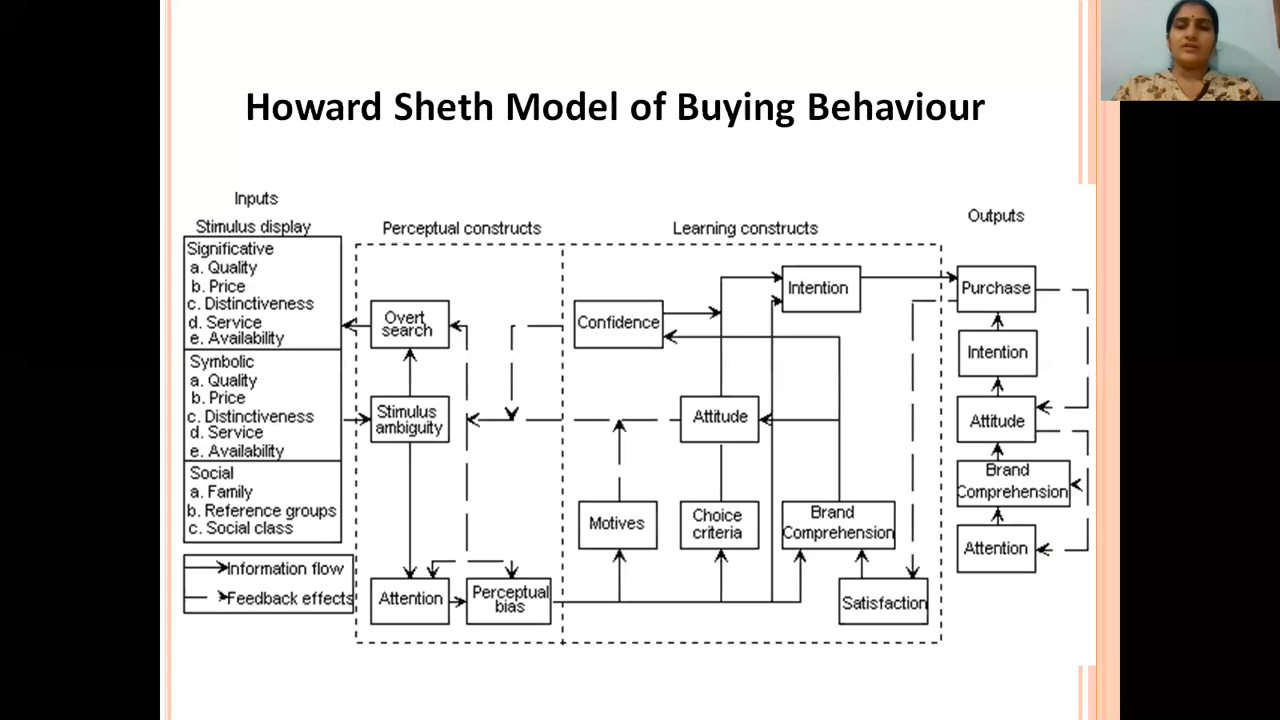 Howard Sheth Model of Buying Behaviour
Inputs
Stimulus display
Significative
a. Quality
b. Price
c. Distinctiveness
d. Service
e. Availability
Symbolic
a. Quality
b. Price
c. Distinctiveness
d. Service
e. Availability
Social
a. Family
b. Reference groups
c. Social class
Information flow
Feedback effects
Perceptual constructs
Overt
search
Stimulus
ambiguity
Attention
Perceptual
bias
Learning constructs
Intention
Confidence
Attitude
Motives
Choice
criteria
Brand
Comprehension
Satisfaction
Outputs
Purchase
Intention
Attitude
Brand
Comprehension
Attention